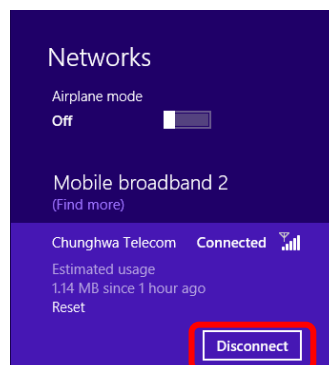 Networks
Airplane mode
Off
Mobile broadband 2
(Find more)
Chunghwa Telecom Connected
Estimated usage
1.14 MB since 1 hour ago
Reset
Disconnect